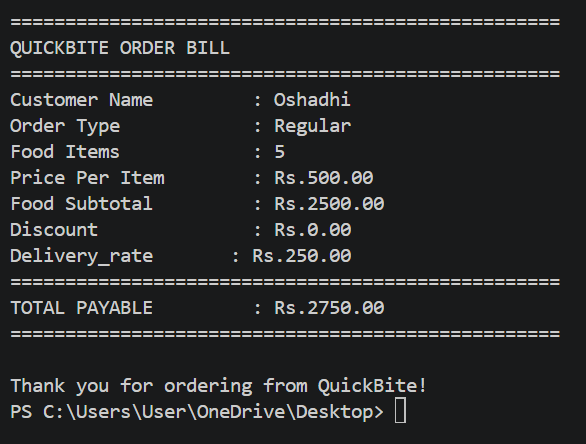 ==================================================
QUICKBITE ORDER BILL
==================================================
Customer Name         : Oshadhi
Order Type            : Regular
Food Items            : 5
Price Per Item        : Rs.500.00
Food Subtotal         : Rs.2500.00
Discount              : Rs.0.00
Delivery_rate       : Rs.250.00
==================================================
TOTAL PAYABLE         : Rs.2750.00
==================================================
Thank you for ordering from QuickBite!
PS C:\Users\User\OneDrive\Desktop>